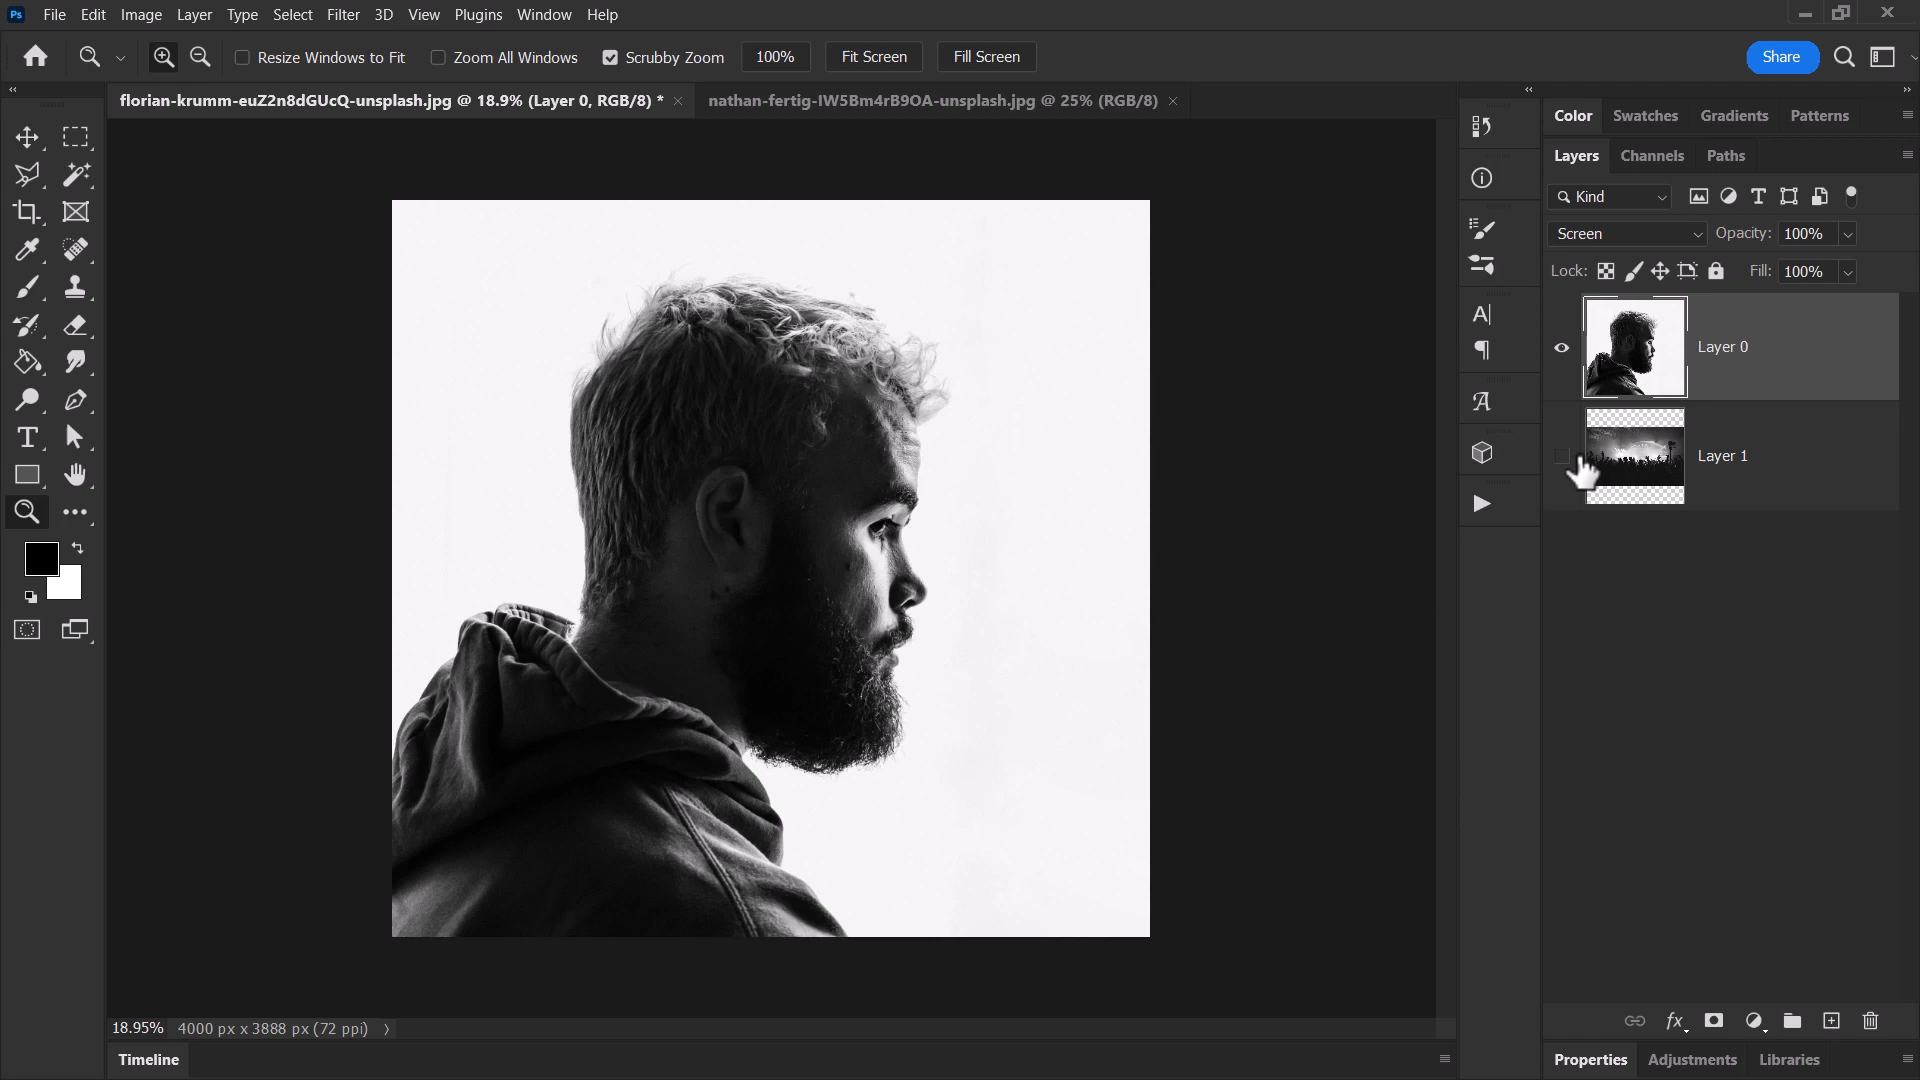 Ps File Edit Image Layer Type Select Filter 3D View Plugins Window Help
Resize Windows to Fit Zoom All Windows Scrubby Zoom 100% Fit Screen Fill Screen Share
florian-krumm-euZ2n8dGUcQ-unsplash.jpg @ 18.9% (Layer 0, RGB/8) * nathan-fertig-IW5Bm4rB9OA-unsplash.jpg @ 25% (RGB/8)
Color Swatches Gradients Patterns
Layers Channels Paths
Kind
Screen Opacity: 100%
Lock: Fill: 100%
Layer 0
Layer 1
18.95% 4000 px x 3888 px (72 ppi)
Timeline
Properties Adjustments Libraries